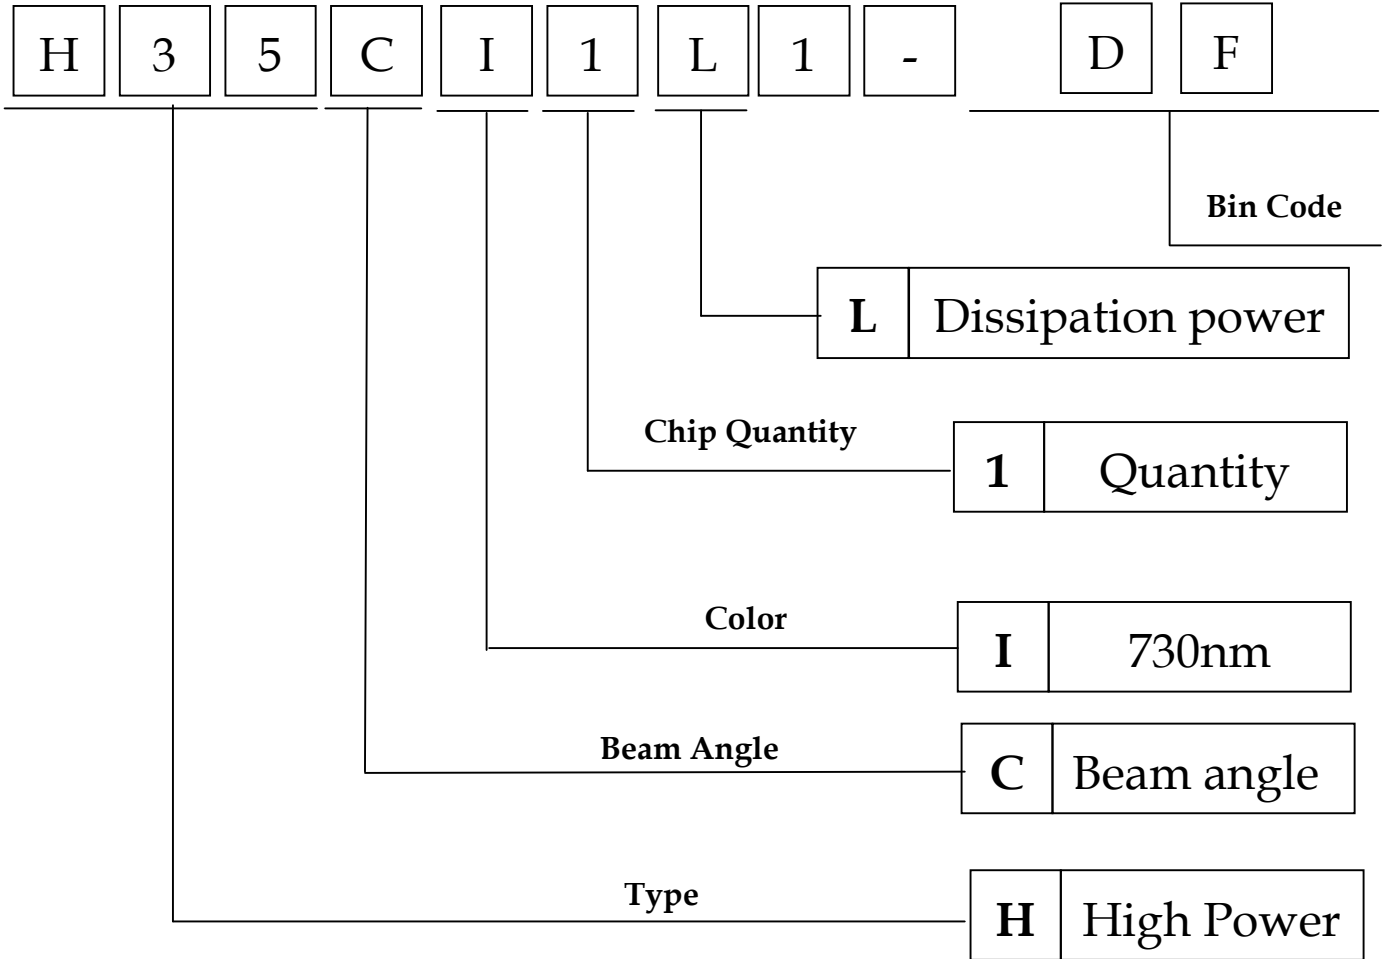 H 3 5 C I 1 L 1 - D F
Bin Code
L Dissipation power
Chip Quantity
1 Quantity
Color
I 730nm
Beam Angle
C Beam angle
Type
H High Power